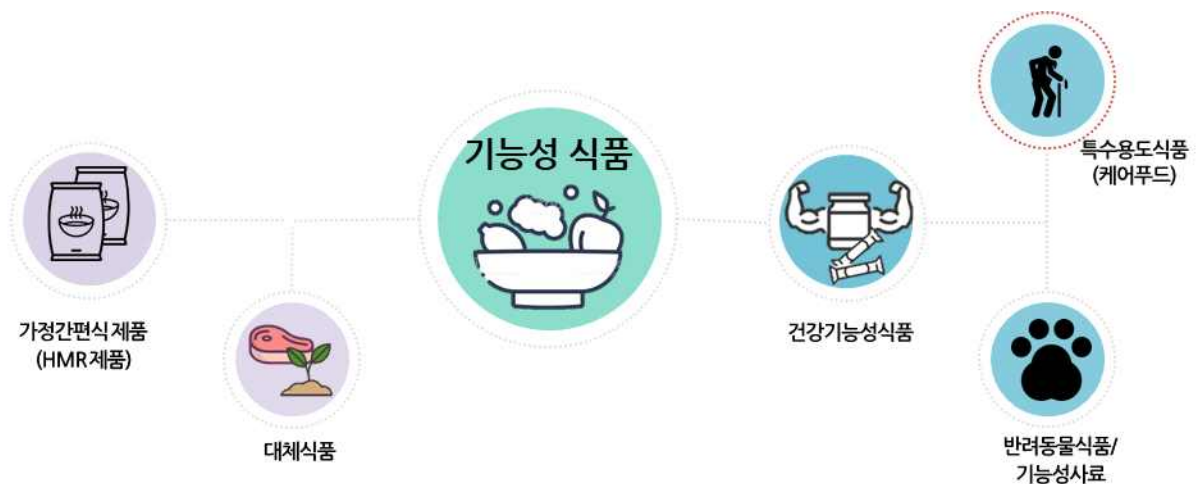 기능성 식품
특수용도식품
(케어푸드)
가정간편식 제품
(HMR 제품)
건강기능성식품
대체식품
반려동물식품/
기능성사료